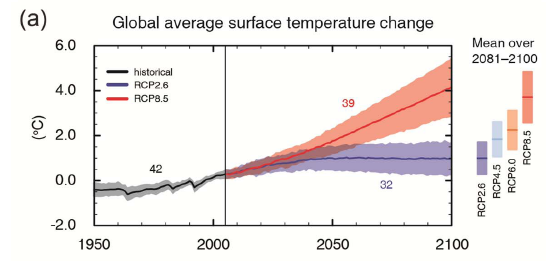 (a)
Global average surface temperature change
Mean over
2081–2100
6.0
4.0
2.0
0.0
-2.0
(°C)
historical
RCP2.6
RCP8.5
39
42
32
1950
2000
2050
2100
RCP2.6
RCP4.5
RCP6.0
RCP8.5